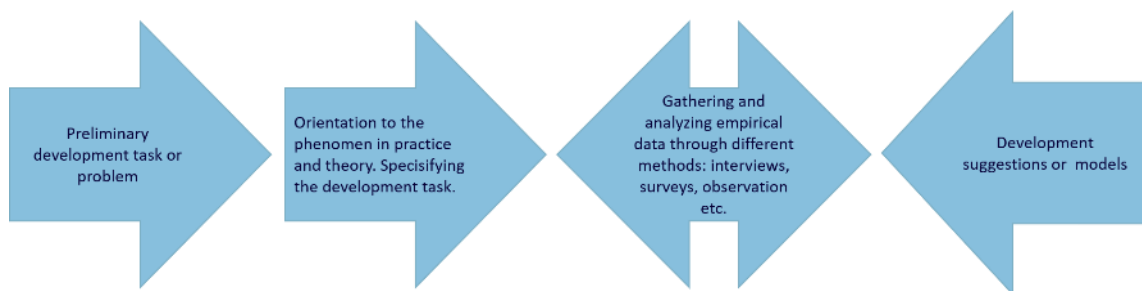 Preliminary
development task or
problem
Orientation to the
phenomen in practice
and theory. Specisifying
the development task.
Gathering and
analyzing empirical
data through different
methods: interviews,
surveys, observation
etc.
Development
suggestions or models